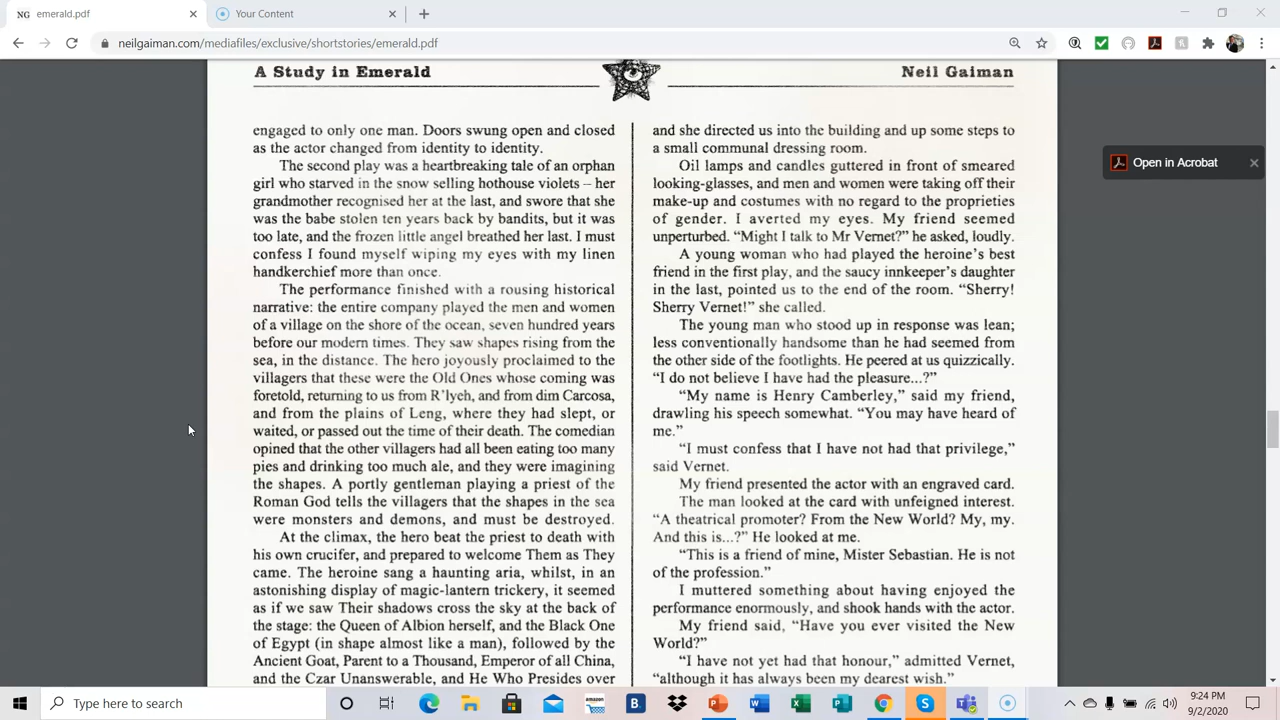 emerald.pdf
Your Content
neilgaiman.com/mediafiles/exclusive/shortstories/emerald.pdf
Open in Acrobat
A Study in Emerald
Neil Gaiman
engaged to only one man. Doors swung open and closed
as the actor changed from identity to identity.
The second play was a heartbreaking tale of an orphan
girl who starved in the snow selling hothouse violets – her
grandmother recognised her at the last, and swore that she
was the babe stolen ten years back by bandits, but it was
too late, and the frozen little angel breathed her last. I must
confess I found myself wiping my eyes with my linen
handkerchief more than once.
The performance finished with a rousing historical
narrative: the entire company played the men and women
of a village on the shore of the ocean, seven hundred years
before our modern times. They saw shapes rising from the
sea, in the distance. The hero joyously proclaimed to the
villagers that these were the Old Ones whose coming was
foretold, returning to us from R'lyeh, and from dim Carcosa,
and from the plains of Leng, where they had slept, or
waited, or passed out the time of their death. The comedian
opined that the other villagers had all been eating too many
pies and drinking too much ale, and they were imagining
the shapes. A portly gentleman playing a priest of the
Roman God tells the villagers that the shapes in the sea
were monsters and demons, and must be destroyed.
At the climax, the hero beat the priest to death with
his own crucifer, and prepared to welcome Them as They
came. The heroine sang a haunting aria, whilst, in an
astonishing display of magic-lantern trickery, it seemed
as if we saw Their shadows cross the sky at the back of
the stage: the Queen of Albion herself, and the Black One
of Egypt (in shape almost like a man), followed by the
Ancient Goat, Parent to a Thousand, Emperor of all China,
and the Czar Unanswerable, and He Who Presides over
and she directed us into the building and up some steps to
a small communal dressing room.
Oil lamps and candles guttered in front of smeared
looking-glasses, and men and women were taking off their
make-up and costumes with no regard to the proprieties
of gender. I averted my eyes. My friend seemed
unperturbed. “Might I talk to Mr Vernet?” he asked, loudly.
A young woman who had played the heroine's best
friend in the first play, and the saucy innkeeper's daughter
in the last, pointed us to the end of the room. “Sherry!
Sherry Vernet!” she called.
The young man who stood up in response was lean;
less conventionally handsome than he had seemed from
the other side of the footlights. He peered at us quizzically.
“I do not believe I have had the pleasure...?”
“My name is Henry Camberley,” said my friend,
drawling his speech somewhat. “You may have heard of
me.”
“I must confess that I have not had that privilege,”
said Vernet.
My friend presented the actor with an engraved card.
The man looked at the card with unfeigned interest.
“A theatrical promoter? From the New World? My, my.
And this is...?” He looked at me.
“This is a friend of mine, Mister Sebastian. He is not
of the profession.”
I muttered something about having enjoyed the
performance enormously, and shook hands with the actor.
My friend said, “Have you ever visited the New
World?”
“I have not yet had that honour,” admitted Vernet,
“although it has always been my dearest wish.”
Type here to search
9:24 PM
9/2/2020